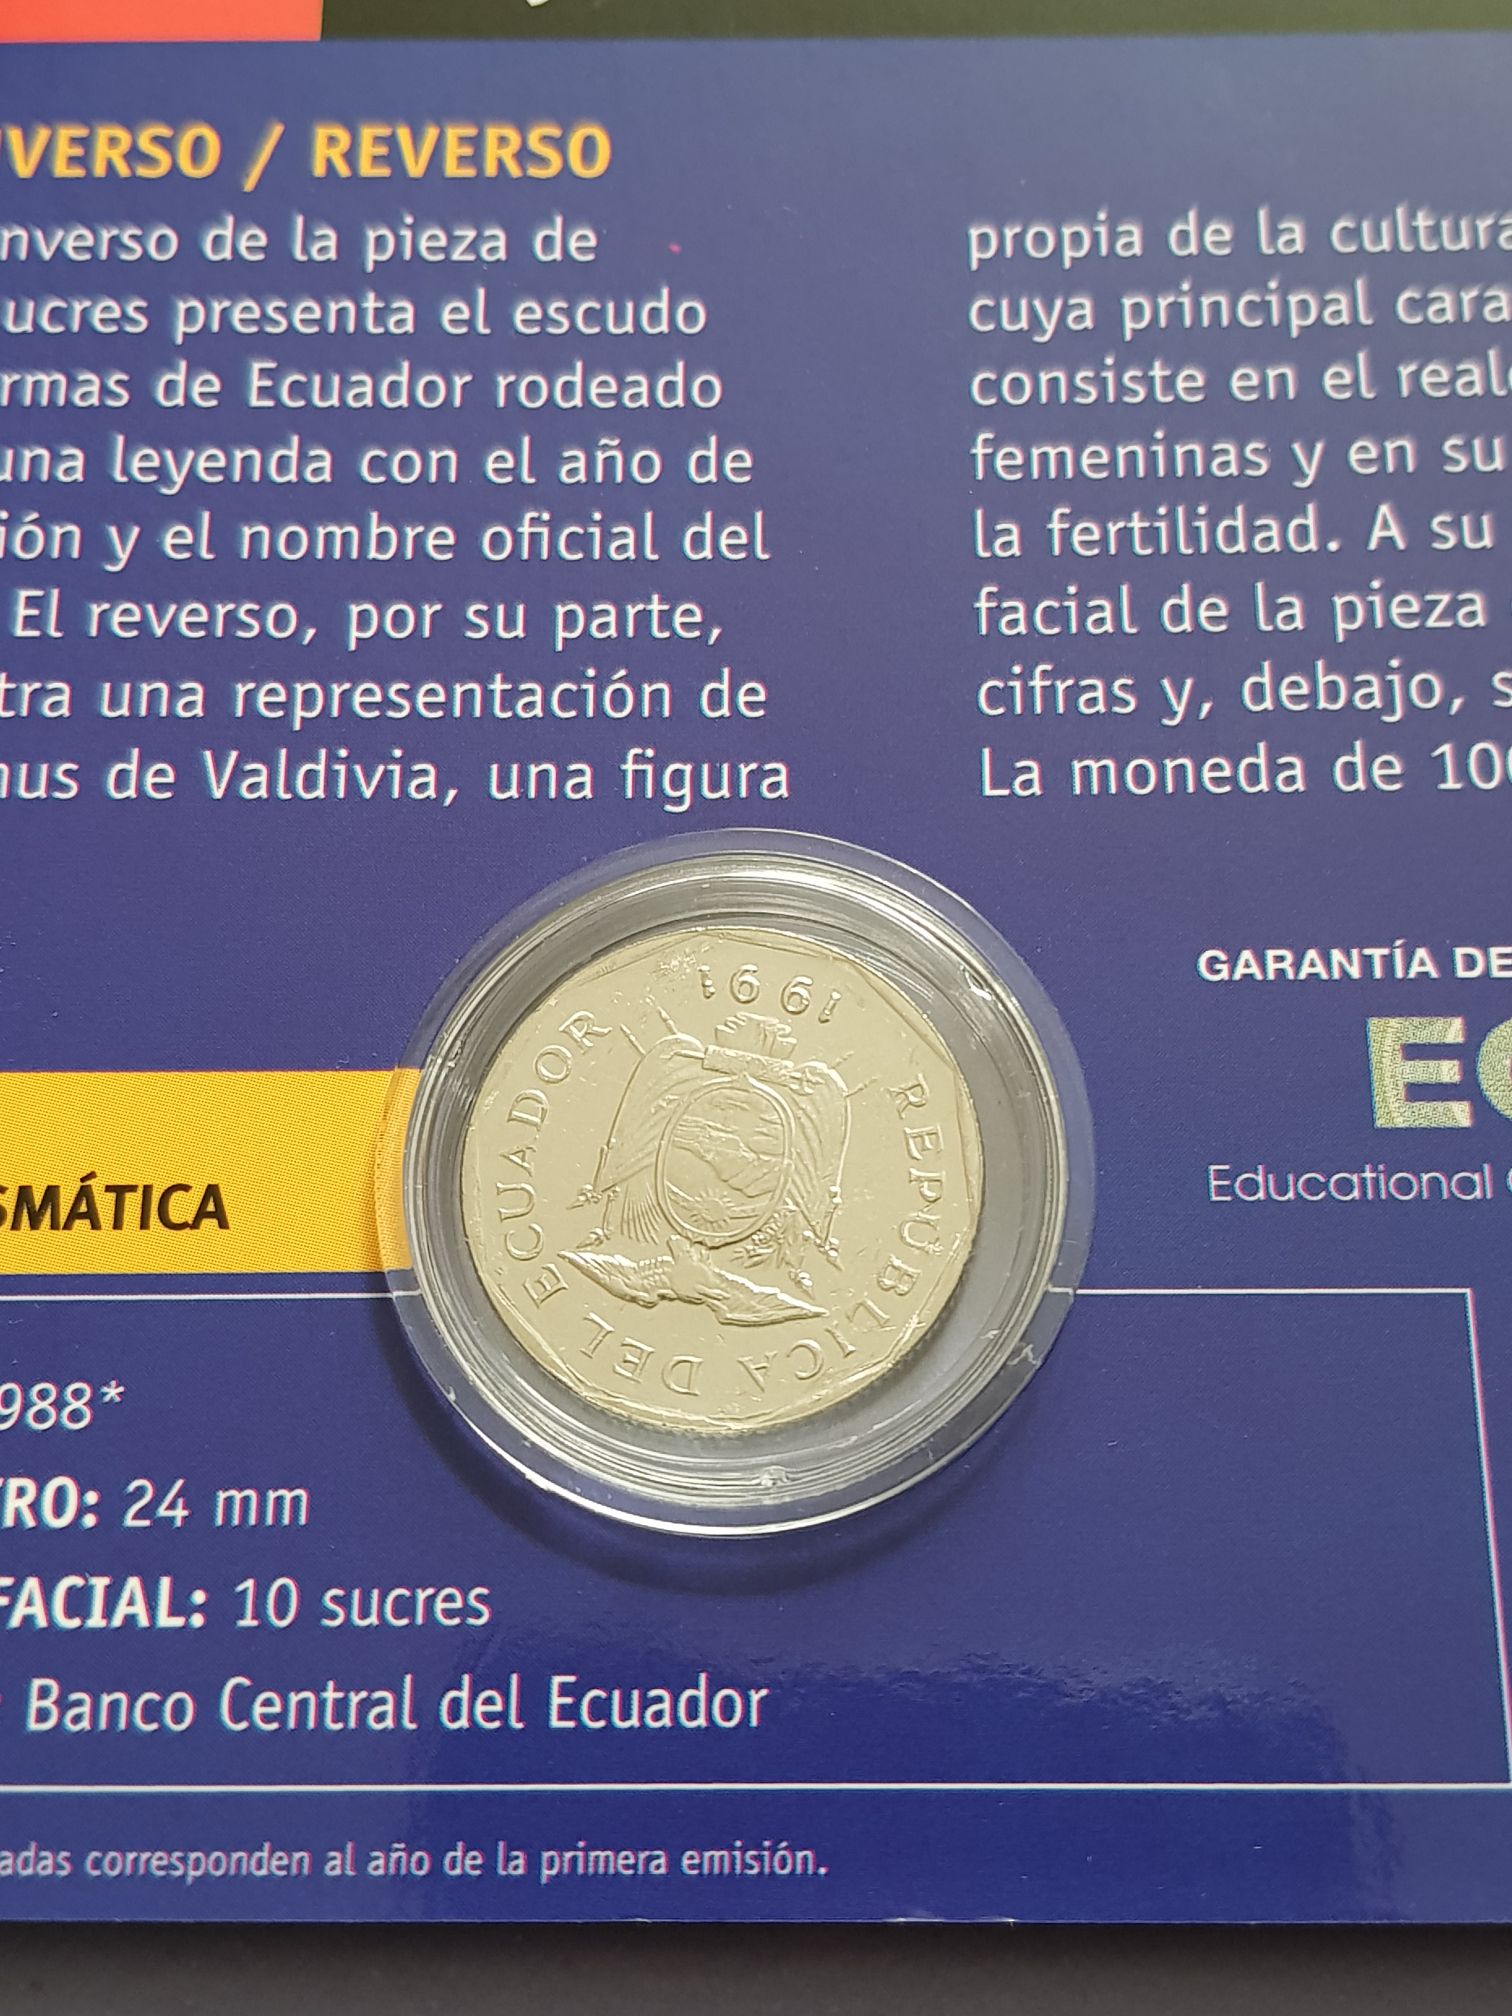 VERSO / REVERSO
nverso de la pieza de
ucres presenta el escudo
rmas de Ecuador rodeado
una leyenda con el año de
ión y el nombre oficial del
El reverso, por su parte,
tra una representación de
nus de Valdivia, una figura
propia de la cultura
cuya principal cara
consiste en el real
femeninas y en su
la fertilidad. A su
facial de la pieza
cifras y, debajo, s
La moneda de 100
GARANTÍA DE
EC
Educational
1991
REPÚBLICA DEL ECUADOR
SMÁTICA
988*
TRO: 24 mm
FACIAL: 10 sucres
: Banco Central del Ecuador
adas corresponden al año de la primera emisión.